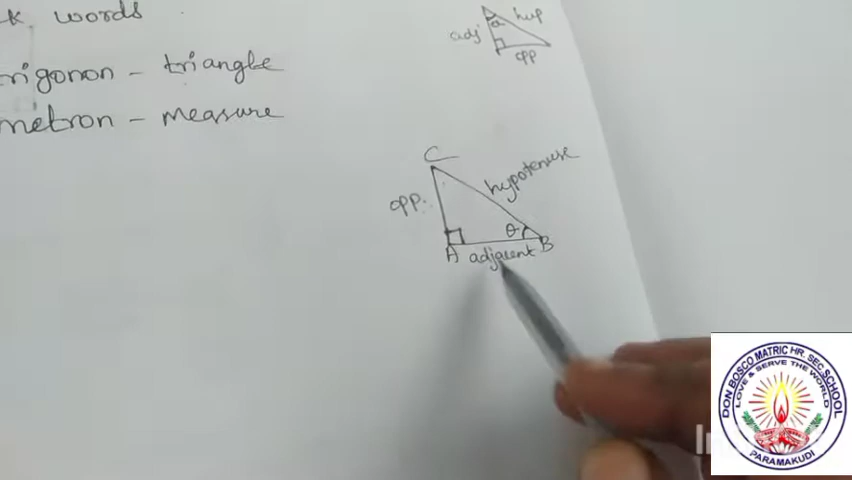 k words
rigonon - triangle
metron - measure
adj
a
hyp
opp
C
opp.
hypotenuse
θ
A
B
adjacent
DON BOSCO MATRIC HR. SEC SCHOOL
LOVE & SERVE THE WORLD
PARAMAKUDI